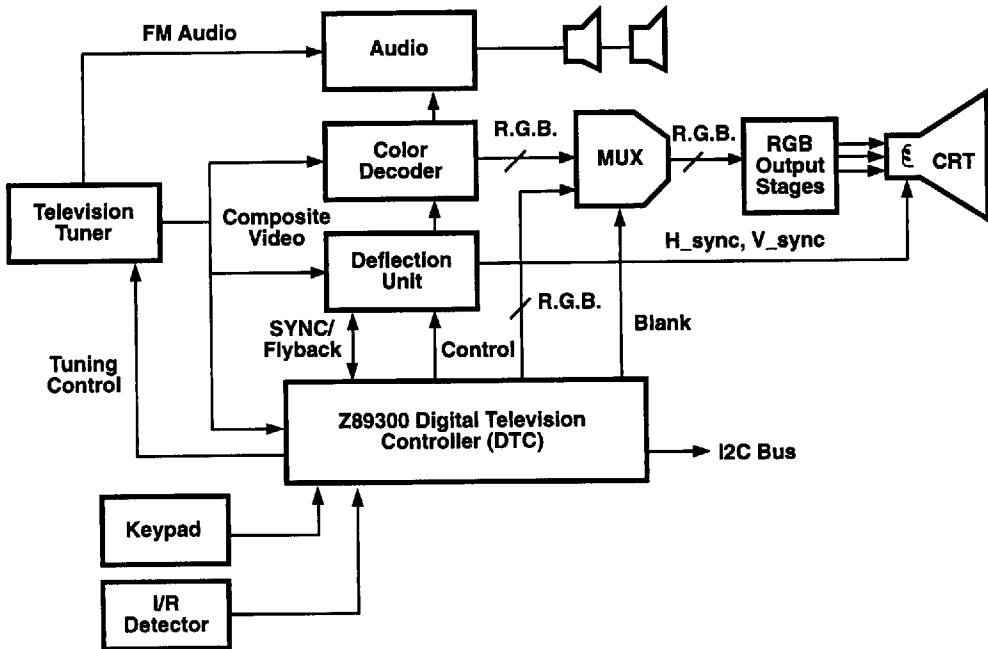 FM Audio
Audio
Color
Decoder
R.G.B.
MUX
R.G.B.
RGB
Output
Stages
CRT
Television
Tuner
Composite
Video
Deflection
Unit
H_sync, V_sync
R.G.B.
Blank
SYNC/
Flyback
Control
Tuning
Control
Z89300 Digital Television
Controller (DTC)
I2C Bus
Keypad
I/R
Detector